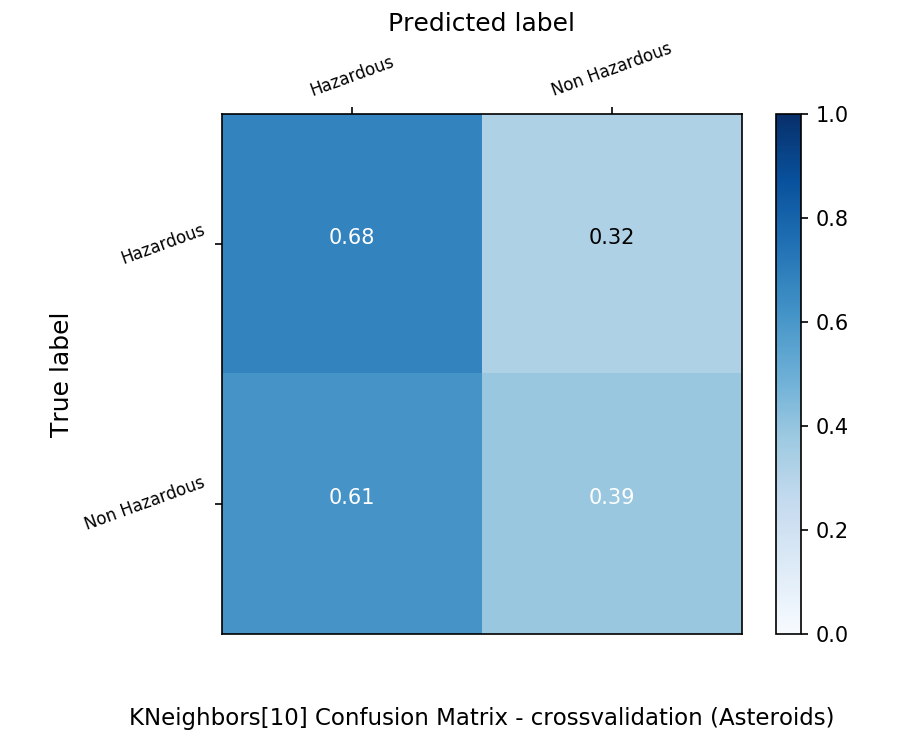 Predicted label
Hazardous
Non Hazardous
1.0
0.8
0.6
0.4
0.2
0.0
True label
Hazardous
0.68
0.32
Non Hazardous
0.61
0.39
KNeighbors[10] Confusion Matrix - crossvalidation (Asteroids)